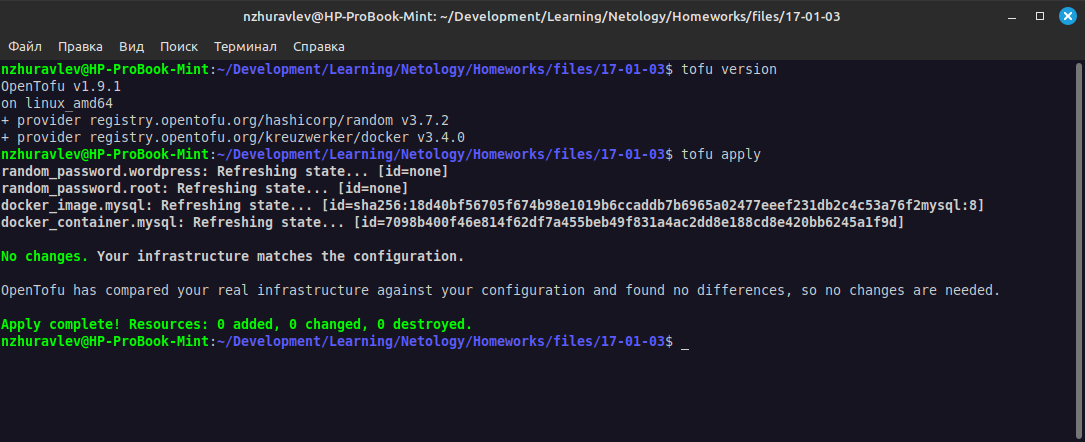 nzhuravlev@HP-ProBook-Mint: ~/Development/Learning/Netology/Homeworks/files/17-01-03
Файл Правка Вид Поиск Терминал Справка
nzhuravlev@HP-ProBook-Mint:~/Development/Learning/Netology/Homeworks/files/17-01-03$ tofu version
OpenTofu v1.9.1
on linux_amd64
+ provider registry.opentofu.org/hashicorp/random v3.7.2
+ provider registry.opentofu.org/kreuzwerker/docker v3.4.0
nzhuravlev@HP-ProBook-Mint:~/Development/Learning/Netology/Homeworks/files/17-01-03$ tofu apply
random_password.wordpress: Refreshing state... [id=none]
random_password.root: Refreshing state... [id=none]
docker_image.mysql: Refreshing state... [id=sha256:18d40bf56705f674b98e1019b6ccaddb7b6965a02477eeef231db2c4c53a76f2mysql:8]
docker_container.mysql: Refreshing state... [id=7098b400f46e814f62df7a455beb49f831a4ac2dd8e188cd8e420bb6245a1f9d]
No changes. Your infrastructure matches the configuration.
OpenTofu has compared your real infrastructure against your configuration and found no differences, so no changes are needed.
Apply complete! Resources: 0 added, 0 changed, 0 destroyed.
nzhuravlev@HP-ProBook-Mint:~/Development/Learning/Netology/Homeworks/files/17-01-03$ _